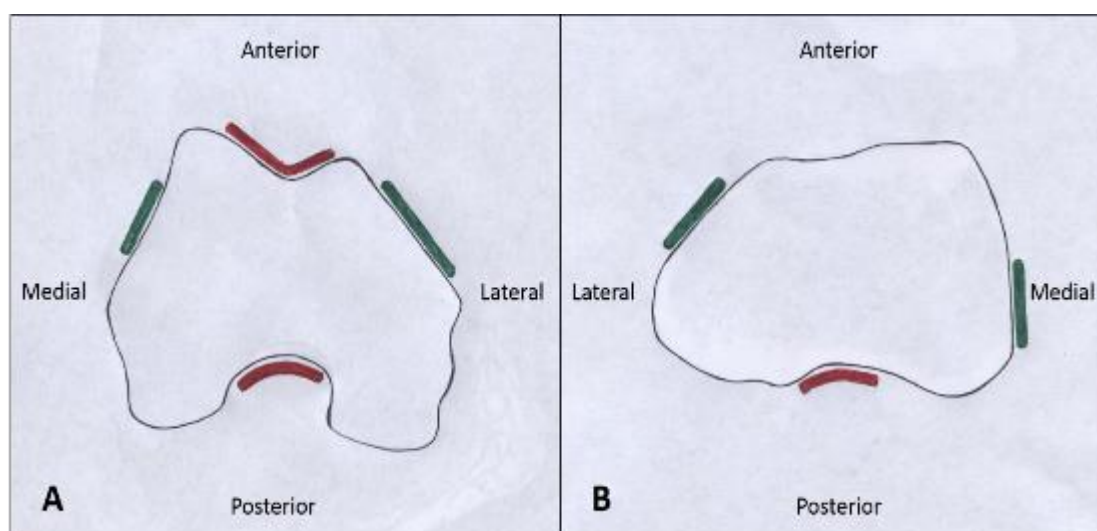 Anterior
Medial
Lateral
A
Posterior
Anterior
Lateral
Medial
B
Posterior